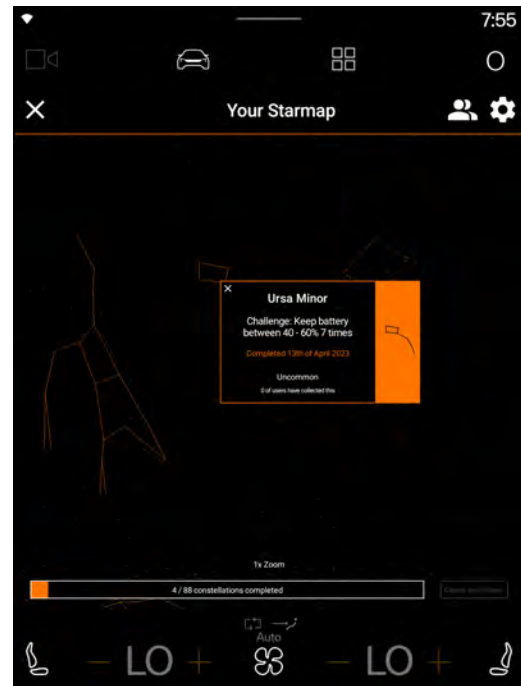 7:55
Your Starmap
Ursa Minor
Challenge: Keep battery
between 40 - 60% 7 times
Completed 13th of April 2023
Uncommon
0 of users have collected this
1x Zoom
4 / 88 constellations completed
Auto
LO
LO